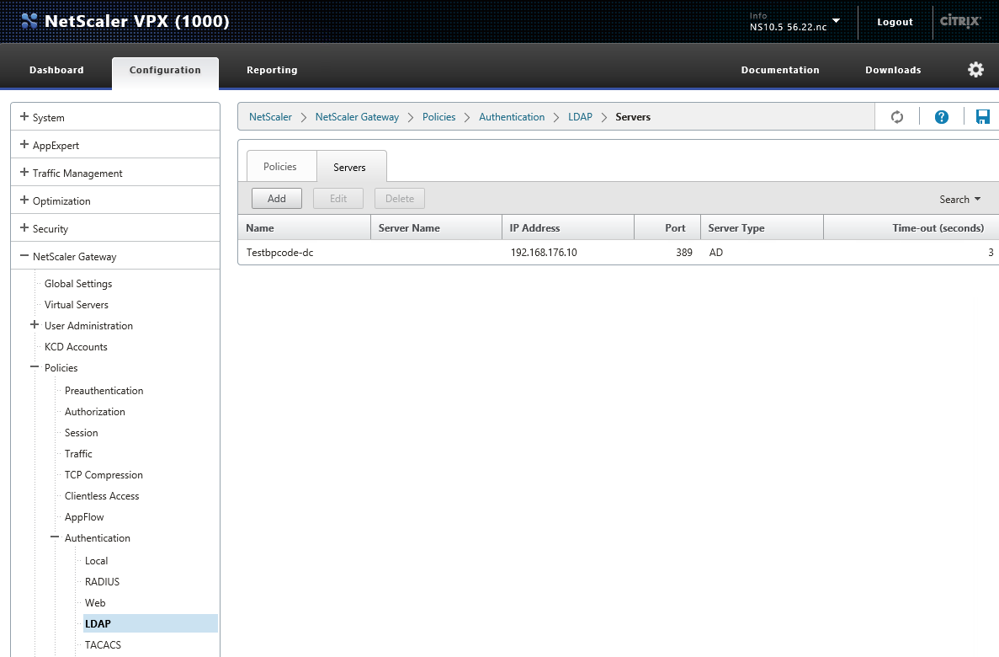 NetScaler VPX (1000)
Info
NS10.5 56.22.nc
Logout
CITRIX
Dashboard
Configuration
Reporting
Documentation
Downloads
System
AppExpert
Traffic Management
Optimization
Security
NetScaler Gateway
Global Settings
Virtual Servers
User Administration
KCD Accounts
Policies
Preauthentication
Authorization
Session
Traffic
TCP Compression
Clientless Access
AppFlow
Authentication
Local
RADIUS
Web
LDAP
TACACS
NetScaler > NetScaler Gateway > Policies > Authentication > LDAP > Servers
Policies
Servers
Add
Edit
Delete
Search
Name Server Name IP Address Port Server Type Time-out (seconds)
Testbpcode-dc 192.168.176.10 389 AD 3